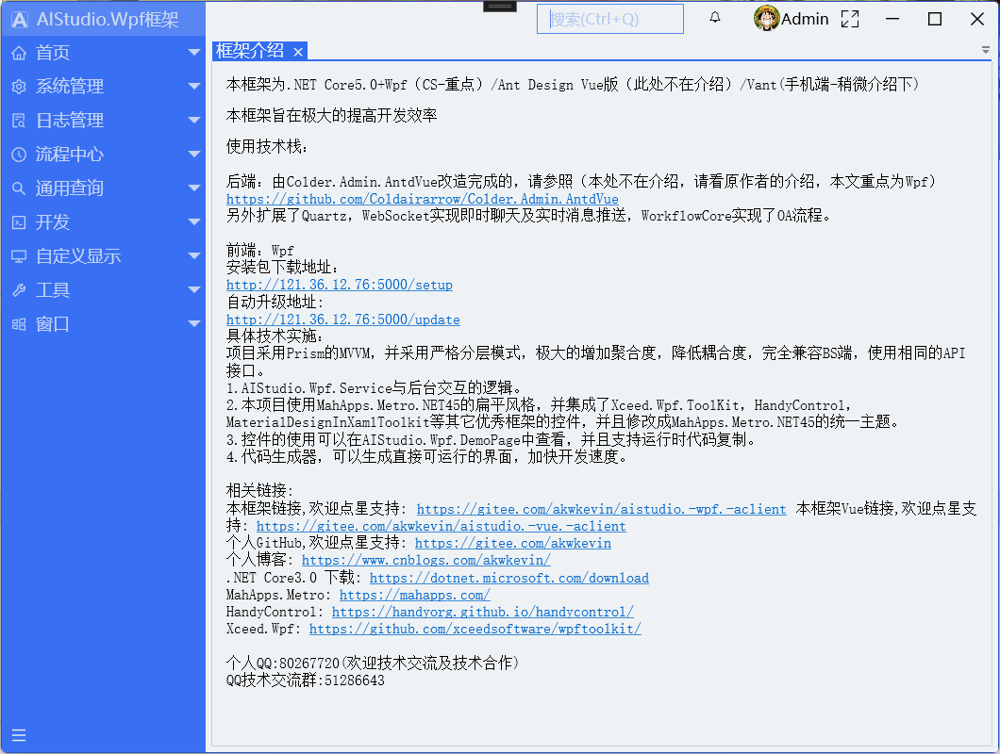 AIStudio.Wpf框架
搜索(Ctrl+Q)
Admin
首页
系统管理
日志管理
流程中心
通用查询
开发
自定义显示
工具
窗口
框架介绍
本框架为.NET Core5.0+Wpf（CS-重点）/Ant Design Vue版（此处不在介绍）/Vant(手机端-稍微介绍下)
本框架旨在极大的提高开发效率
使用技术栈：
后端：由Colder.Admin.AntdVue改造完成的，请参照（本处不在介绍，请看原作者的介绍，本文重点为Wpf）
https://github.com/Coldairarrow/Colder.Admin.AntdVue
另外扩展了Quartz，WebSocket实现即时聊天及实时消息推送，WorkflowCore实现了OA流程。
前端：Wpf
安装包下载地址：
http://121.36.12.76:5000/setup
自动升级地址:
http://121.36.12.76:5000/update
具体技术实施：
项目采用Prism的MVVM，并采用严格分层模式，极大的增加聚合度，降低耦合度，完全兼容BS端，使用相同的API
接口。
1.AIStudio.Wpf.Service与后台交互的逻辑。
2.本项目使用MahApps.Metro.NET45的扁平风格，并集成了Xceed.Wpf.ToolKit，HandyControl，
MaterialDesignInXamlToolkit等其它优秀框架的控件，并且修改成MahApps.Metro.NET45的统一主题。
3.控件的使用可以在AIStudio.Wpf.DemoPage中查看，并且支持运行时代码复制。
4.代码生成器，可以生成直接可运行的界面，加快开发速度。
相关链接:
本框架链接,欢迎点星支持: https://gitee.com/akwkevin/aistudio.-wpf.-aclient 本框架Vue链接,欢迎点星支
持: https://gitee.com/akwkevin/aistudio.-vue.-aclient
个人GitHub,欢迎点星支持: https://gitee.com/akwkevin
个人博客: https://www.cnblogs.com/akwkevin/
.NET Core3.0 下载: https://dotnet.microsoft.com/download
MahApps.Metro: https://mahapps.com/
HandyControl: https://handyorg.github.io/handycontrol/
Xceed.Wpf: https://github.com/xceedsoftware/wpftoolkit/
个人QQ:80267720(欢迎技术交流及技术合作)
QQ技术交流群:51286643